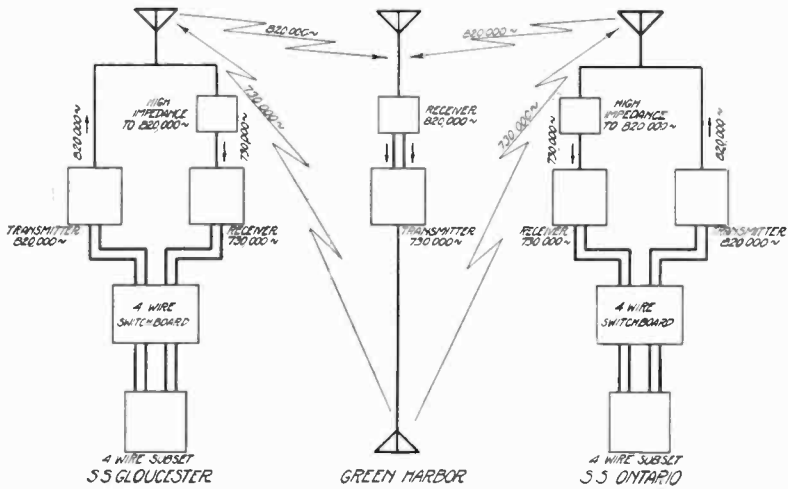 820,000~
820,000~
HIGH
IMPEDANCE
TO 820,000~
820,000~
730,000~
730,000~
RECEIVER
820,000~
730,000~
HIGH
IMPEDANCE
TO 820,000~
730,000~
820,000~
TRANSMITTER
820,000~
RECEIVER
730,000~
TRANSMITTER
730,000~
RECEIVER
730,000~
TRANSMITTER
820,000~
4 WIRE
SWITCHBOARD
4 WIRE
SWITCHBOARD
4 WIRE SUBSET
4 WIRE SUBSET
S S GLOUCESTER
GREEN HARBOR
S S ONTARIO